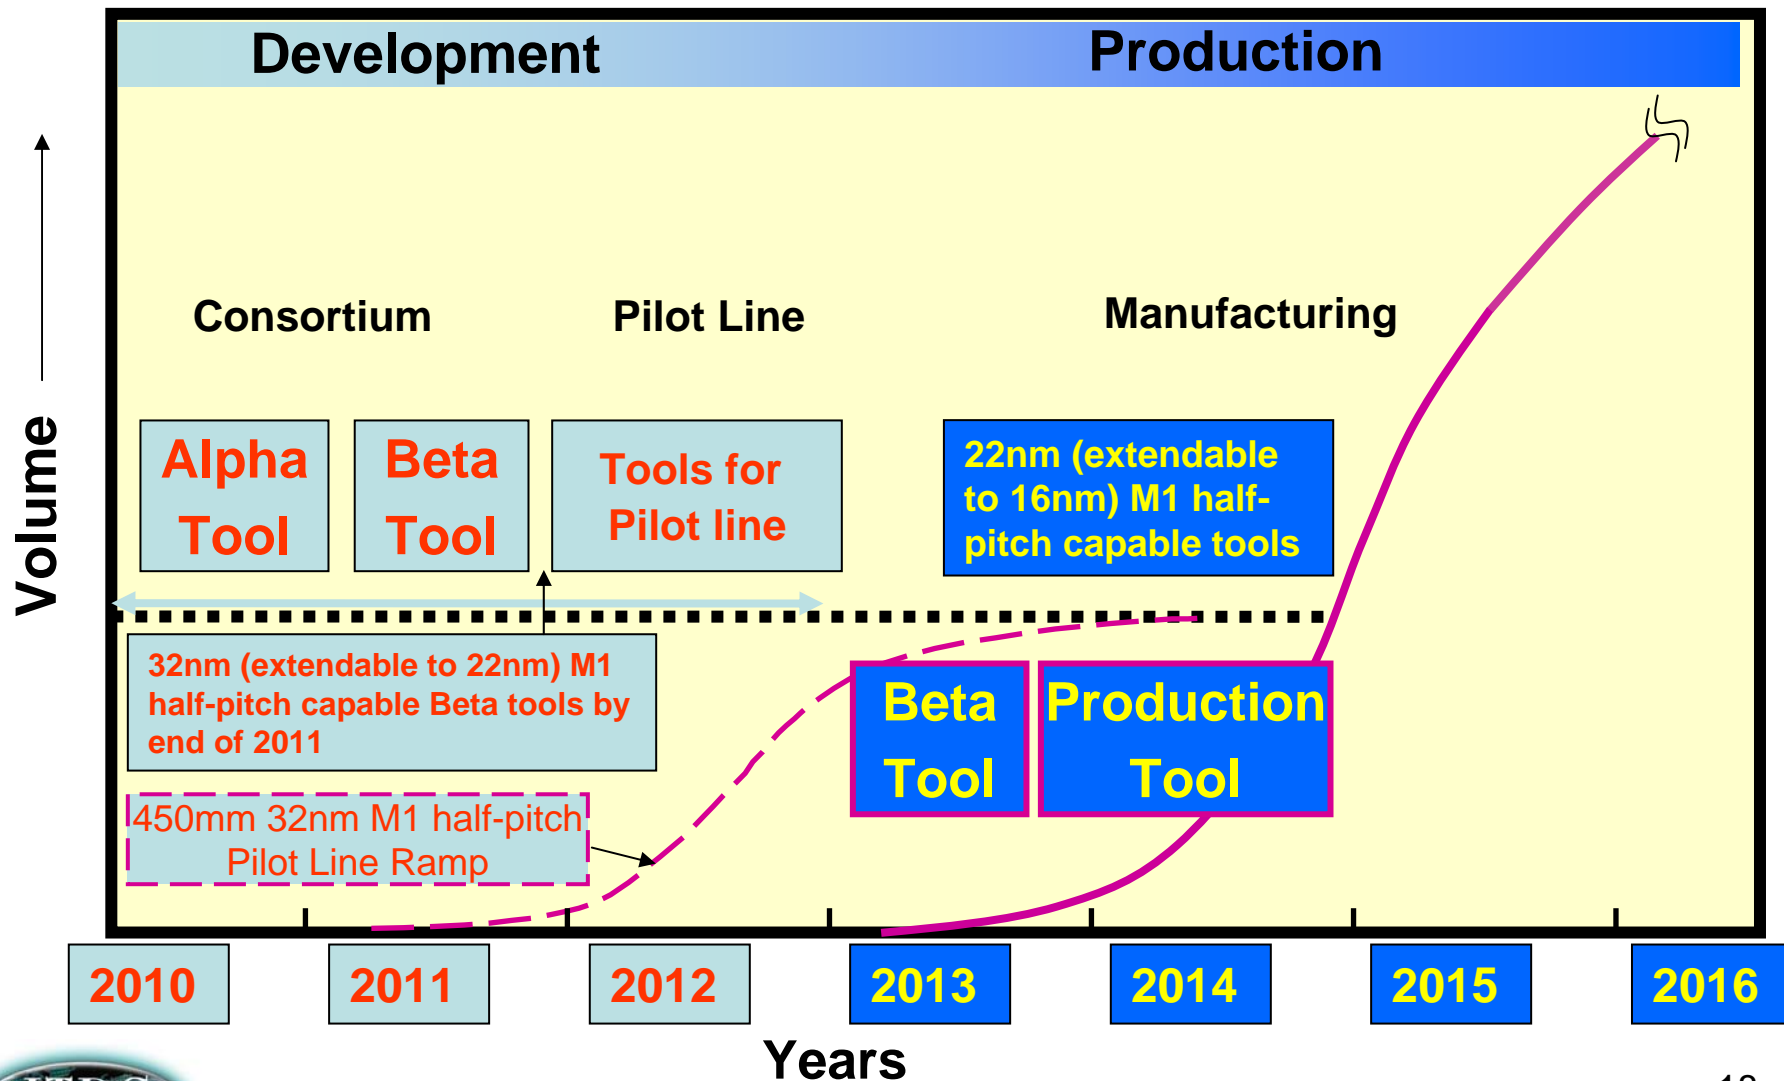 Development
Production
Consortium
Pilot Line
Manufacturing
Volume
Alpha
Tool
Beta
Tool
Tools for
Pilot line
22nm (extendable
to 16nm) M1 half-
pitch capable tools
32nm (extendable to 22nm) M1
half-pitch capable Beta tools by
end of 2011
Beta
Tool
Production
Tool
450mm 32nm M1 half-pitch
Pilot Line Ramp
2010
2011
2012
2013
2014
2015
2016
Years